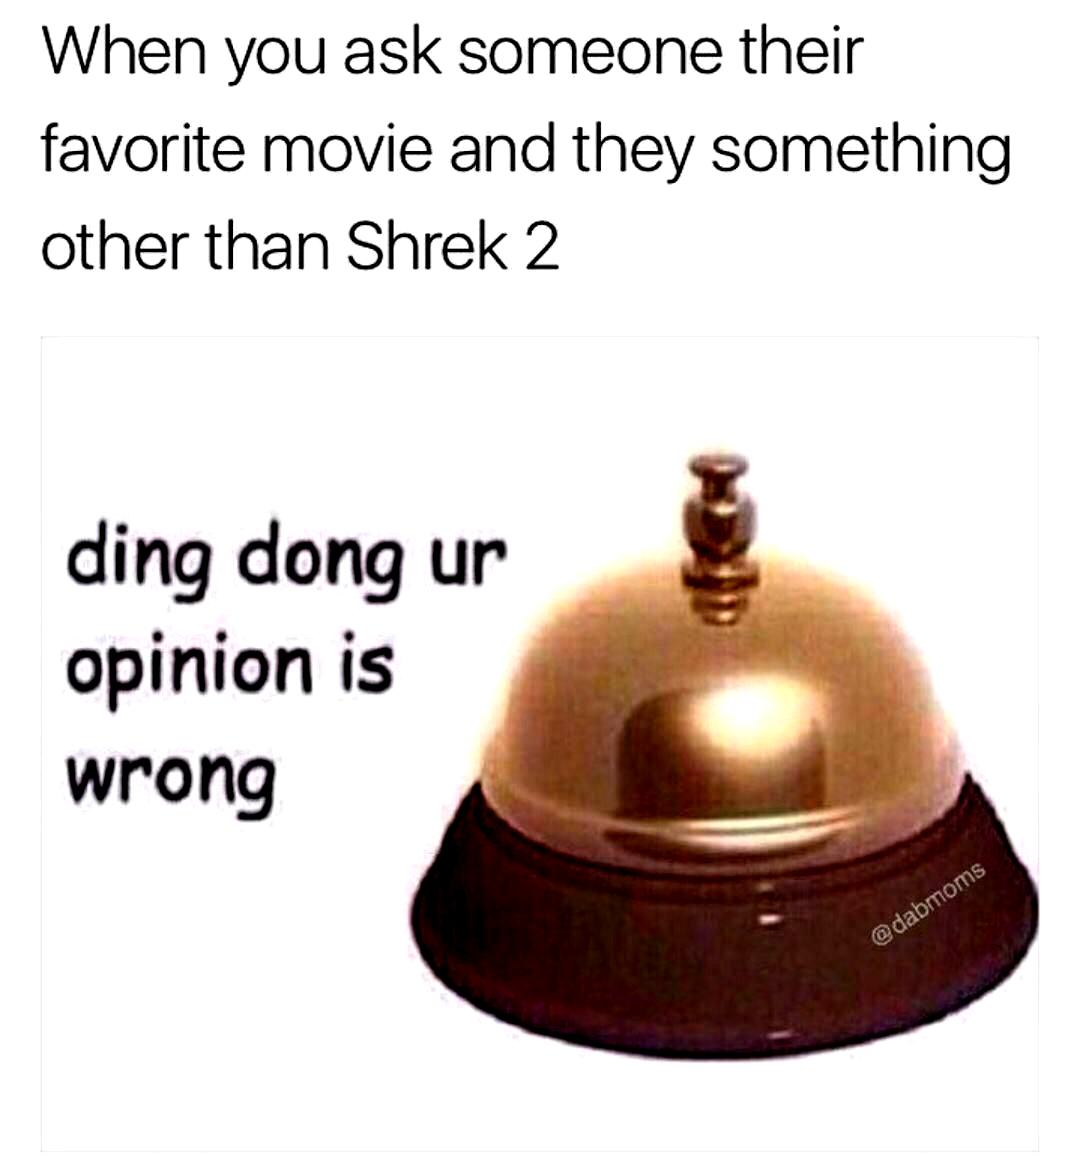 When you ask someone their
favorite movie and they something
other than Shrek 2
ding dong ur
opinion is
wrong
@dabmoms